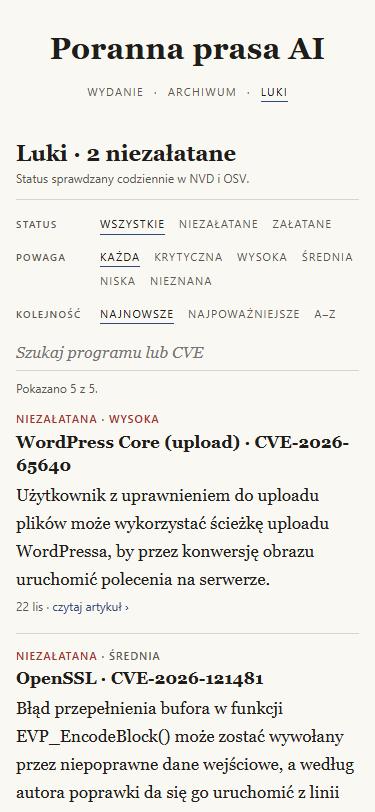 Poranna prasa AI
WYDANIE · ARCHIWUM · LUKI
Luki · 2 niezałatane
Status sprawdzany codziennie w NVD i OSV.
STATUS WSZYSTKIE NIEZAŁATANE ZAŁATANE
POWAGA KAŻDA KRYTYCZNA WYSOKA ŚREDNIA
NISKA NIEZNANA
KOLEJNOŚĆ NAJNOWSZE NAJPOWAŻNIEJSZE A–Z
Szukaj programu lub CVE
Pokazano 5 z 5.
NIEZAŁATANA · WYSOKA
WordPress Core (upload) · CVE-2026-
65640
Użytkownik z uprawnieniem do uploadu
plików może wykorzystać ścieżkę uploadu
WordPressa, by przez konwersję obrazu
uruchomić polecenia na serwerze.
22 lis · czytaj artykuł ›
NIEZAŁATANA · ŚREDNIA
OpenSSL · CVE-2026-121481
Błąd przepełnienia bufora w funkcji
EVP_EncodeBlock() może zostać wywołany
przez niepoprawne dane wejściowe, a według
autora poprawki da się go uruchomić z linii